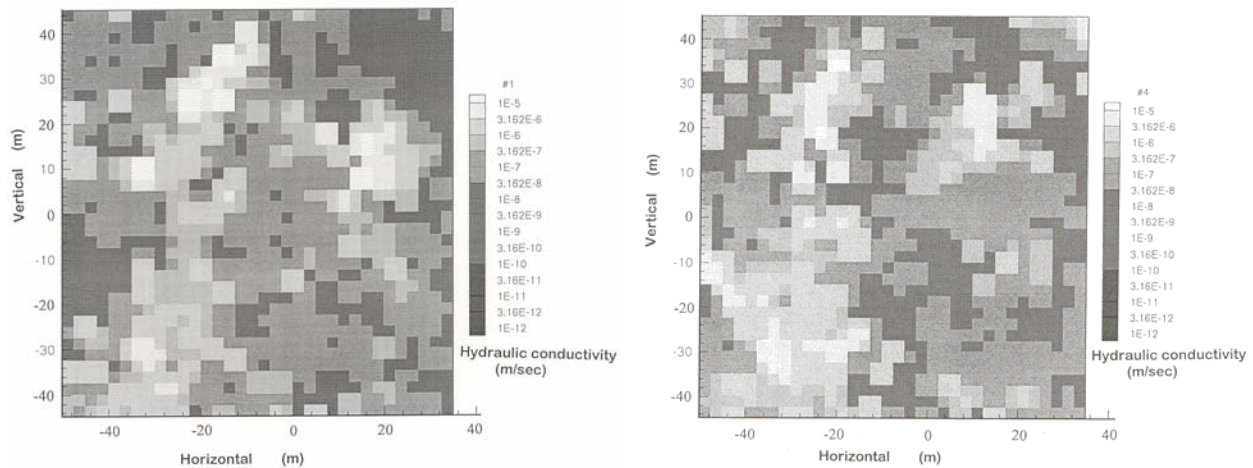 40
30
20
10
0
-10
-20
-30
-40
Vertical (m)
-40
-20
0
20
40
Horizontal (m)
#1
1E-5
3.162E-6
1E-6
3.162E-7
1E-7
3.162E-8
1E-8
3.162E-9
1E-9
3.16E-10
1E-10
3.16E-11
1E-11
3.16E-12
1E-12
Hydraulic conductivity
(m/sec)
40
30
20
10
0
-10
-20
-30
-40
Vertical (m)
-40
-20
0
20
40
Horizontal (m)
#4
1E-5
3.162E-6
1E-6
3.162E-7
1E-7
3.162E-8
1E-8
3.162E-9
1E-9
3.16E-10
1E-10
3.16E-11
1E-11
3.16E-12
1E-12
Hydraulic conductivity
(m/sec)